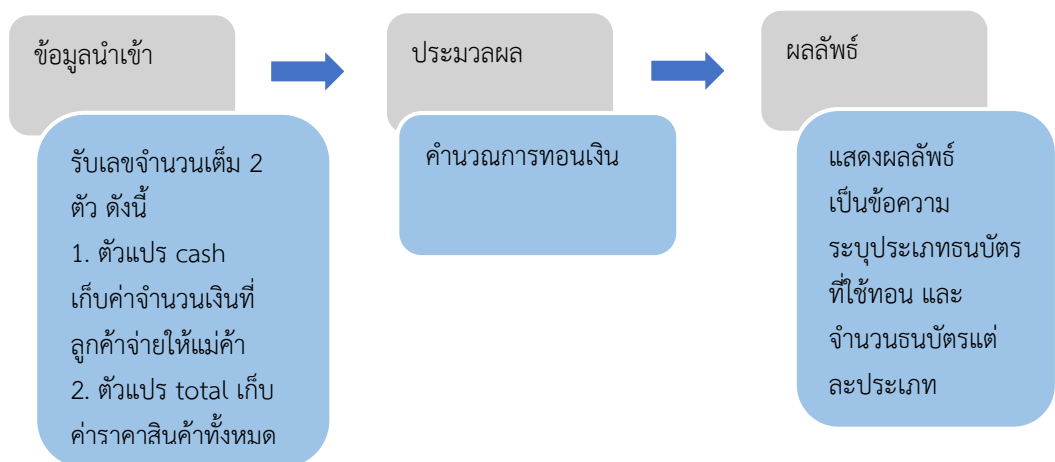 ข้อมูลนำเข้า
รับเลขจำนวนเต็ม 2
ตัว ดังนี้
1. ตัวแปร cash
เก็บค่าจำนวนเงินที่
ลูกค้าจ่ายให้แม่ค้า
2. ตัวแปร total เก็บ
ค่าราคาสินค้าทั้งหมด
ประมวลผล
คำนวณการทอนเงิน
ผลลัพธ์
แสดงผลลัพธ์
เป็นข้อความ
ระบุประเภทธนบัตร
ที่ใช้ทอน และ
จำนวนธนบัตรแต่
ละประเภท